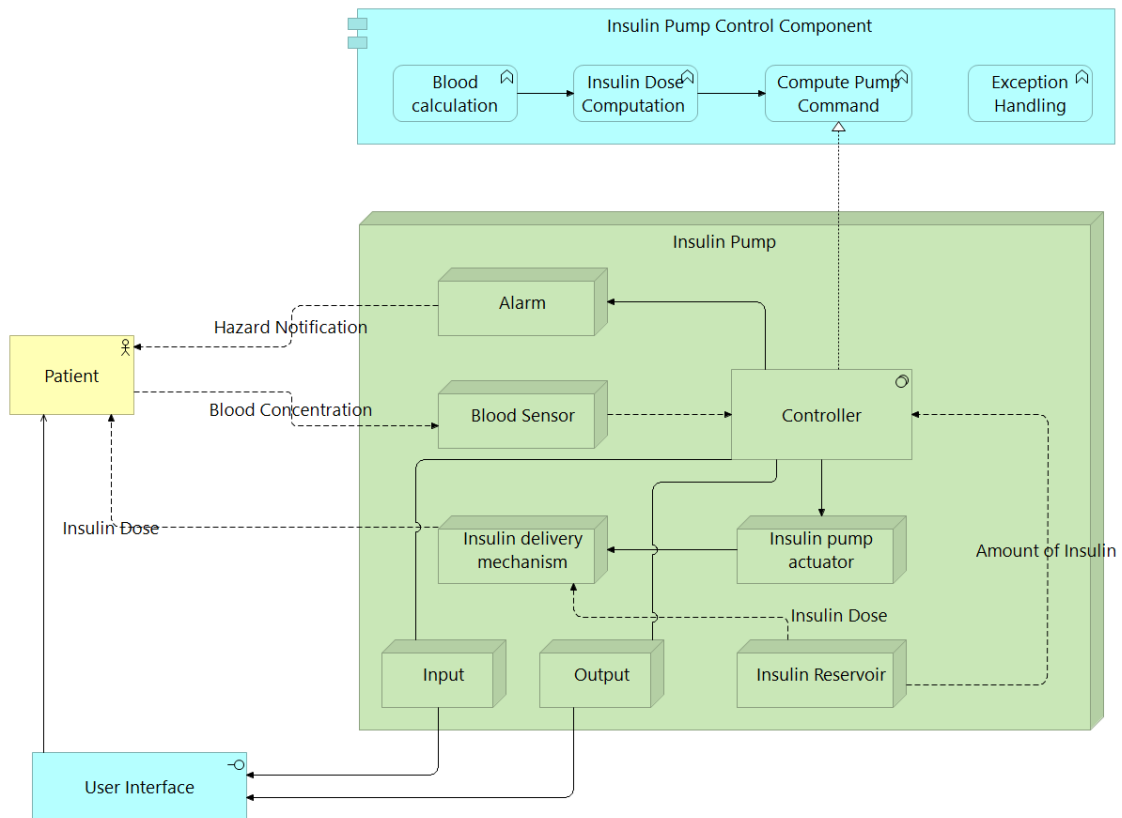 Insulin Pump Control Component
Blood
calculation
Insulin Dose
Computation
Compute Pump
Command
Exception
Handling
Insulin Pump
Alarm
Hazard Notification
Patient
Blood Concentration
Blood Sensor
Controller
Insulin Dose
Insulin delivery
mechanism
Insulin pump
actuator
Amount of Insulin
Insulin Dose
Input
Output
Insulin Reservoir
User Interface